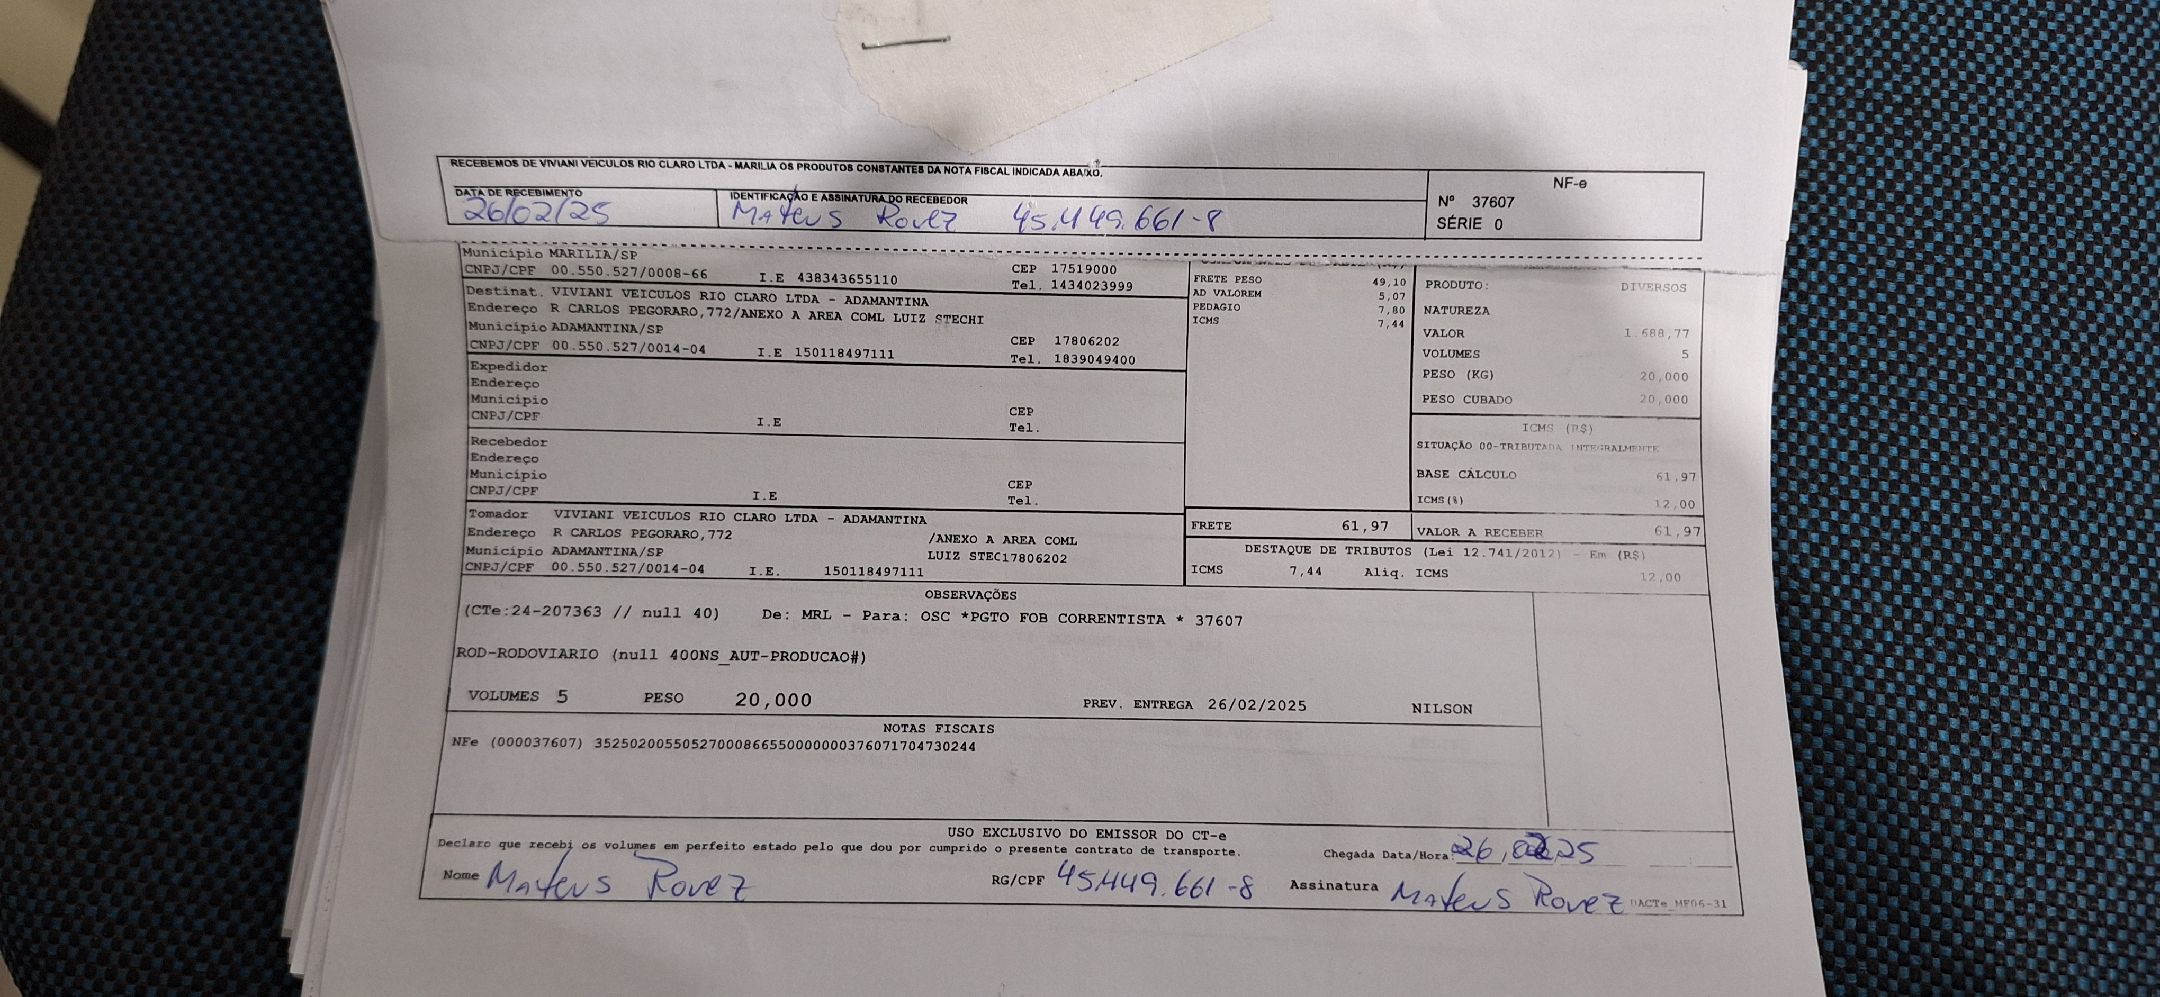 RECEBEMOS DE VIVIANI VEICULOS RIO CLARO LTDA - MARILIA OS PRODUTOS CONSTANTES DA NOTA FISCAL INDICADA ABAIXO.
DATA DE RECEBIMENTO
26/02/25
IDENTIFICAÇÃO E ASSINATURA DO RECEBEDOR
Mateus Rovez 45.449.661-8
NF-e
Nº 37607
SÉRIE 0
Município MARILIA/SP
CNPJ/CPF 00.550.527/0008-66 I.E 438343655110
CEP 17519000
Tel. 1434023999
Destinat. VIVIANI VEICULOS RIO CLARO LTDA - ADAMANTINA
Endereço R CARLOS PEGORARO,772/ANEXO A AREA COML LUIZ STECHI
Município ADAMANTINA/SP
CEP 17806202
CNPJ/CPF 00.550.527/0014-04 I.E 150118497111 Tel. 1839049400
Expedidor
Endereço
Município
CEP
CNPJ/CPF I.E Tel.
Recebedor
Endereço
Município
CEP
CNPJ/CPF I.E Tel.
Tomador VIVIANI VEICULOS RIO CLARO LTDA - ADAMANTINA
Endereço R CARLOS PEGORARO,772 /ANEXO A AREA COML
Município ADAMANTINA/SP LUIZ STEC17806202
CNPJ/CPF 00.550.527/0014-04 I.E. 150118497111
FRETE PESO 49,10
AD VALOREM 5,07
PEDAGIO 7,80
ICMS 7,44
PRODUTO: DIVERSOS
NATUREZA
VALOR 1.688,77
VOLUMES 5
PESO (KG) 20,000
PESO CUBADO 20,000
ICMS (R$)
SITUAÇÃO 00-TRIBUTADA INTEGRALMENTE
BASE CÁLCULO 61,97
ICMS(%) 12,00
FRETE 61,97 VALOR A RECEBER 61,97
DESTAQUE DE TRIBUTOS (Lei 12.741/2012) - Em (R$)
ICMS 7,44 Aliq. ICMS 12,00
OBSERVAÇÕES
(CTe:24-207363 // null 40) De: MRL - Para: OSC *PGTO FOB CORRENTISTA * 37607
ROD-RODOVIARIO (null 400NS_AUT-PRODUCAO#)
VOLUMES 5 PESO 20,000 PREV. ENTREGA 26/02/2025 NILSON
NOTAS FISCAIS
NFe (000037607) 35250200550527000866550000000376071704730244
USO EXCLUSIVO DO EMISSOR DO CT-e
Declaro que recebi os volumes em perfeito estado pelo que dou por cumprido o presente contrato de transporte. Chegada Data/Hora: 26,02,25
Nome Mateus Rovez RG/CPF 45.449.661-8 Assinatura Mateus Rovez DACTe_MF06-31